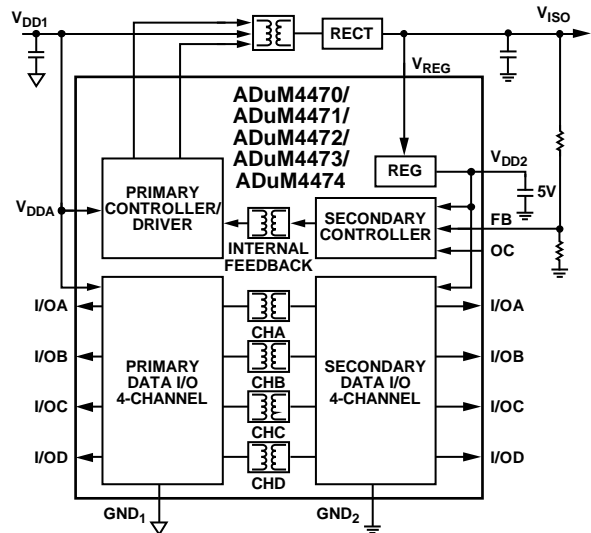 VDD1
VISO
RECT
VREG
ADuM4470/
ADuM4471/
ADuM4472/
ADuM4473/
ADuM4474
REG
VDD2
5V
VDDA
PRIMARY
CONTROLLER/
DRIVER
INTERNAL
FEEDBACK
SECONDARY
CONTROLLER
FB
OC
I/OA
I/OB
I/OC
I/OD
PRIMARY
DATA I/O
4-CHANNEL
CHA
CHB
CHC
CHD
SECONDARY
DATA I/O
4-CHANNEL
I/OA
I/OB
I/OC
I/OD
GND1
GND2